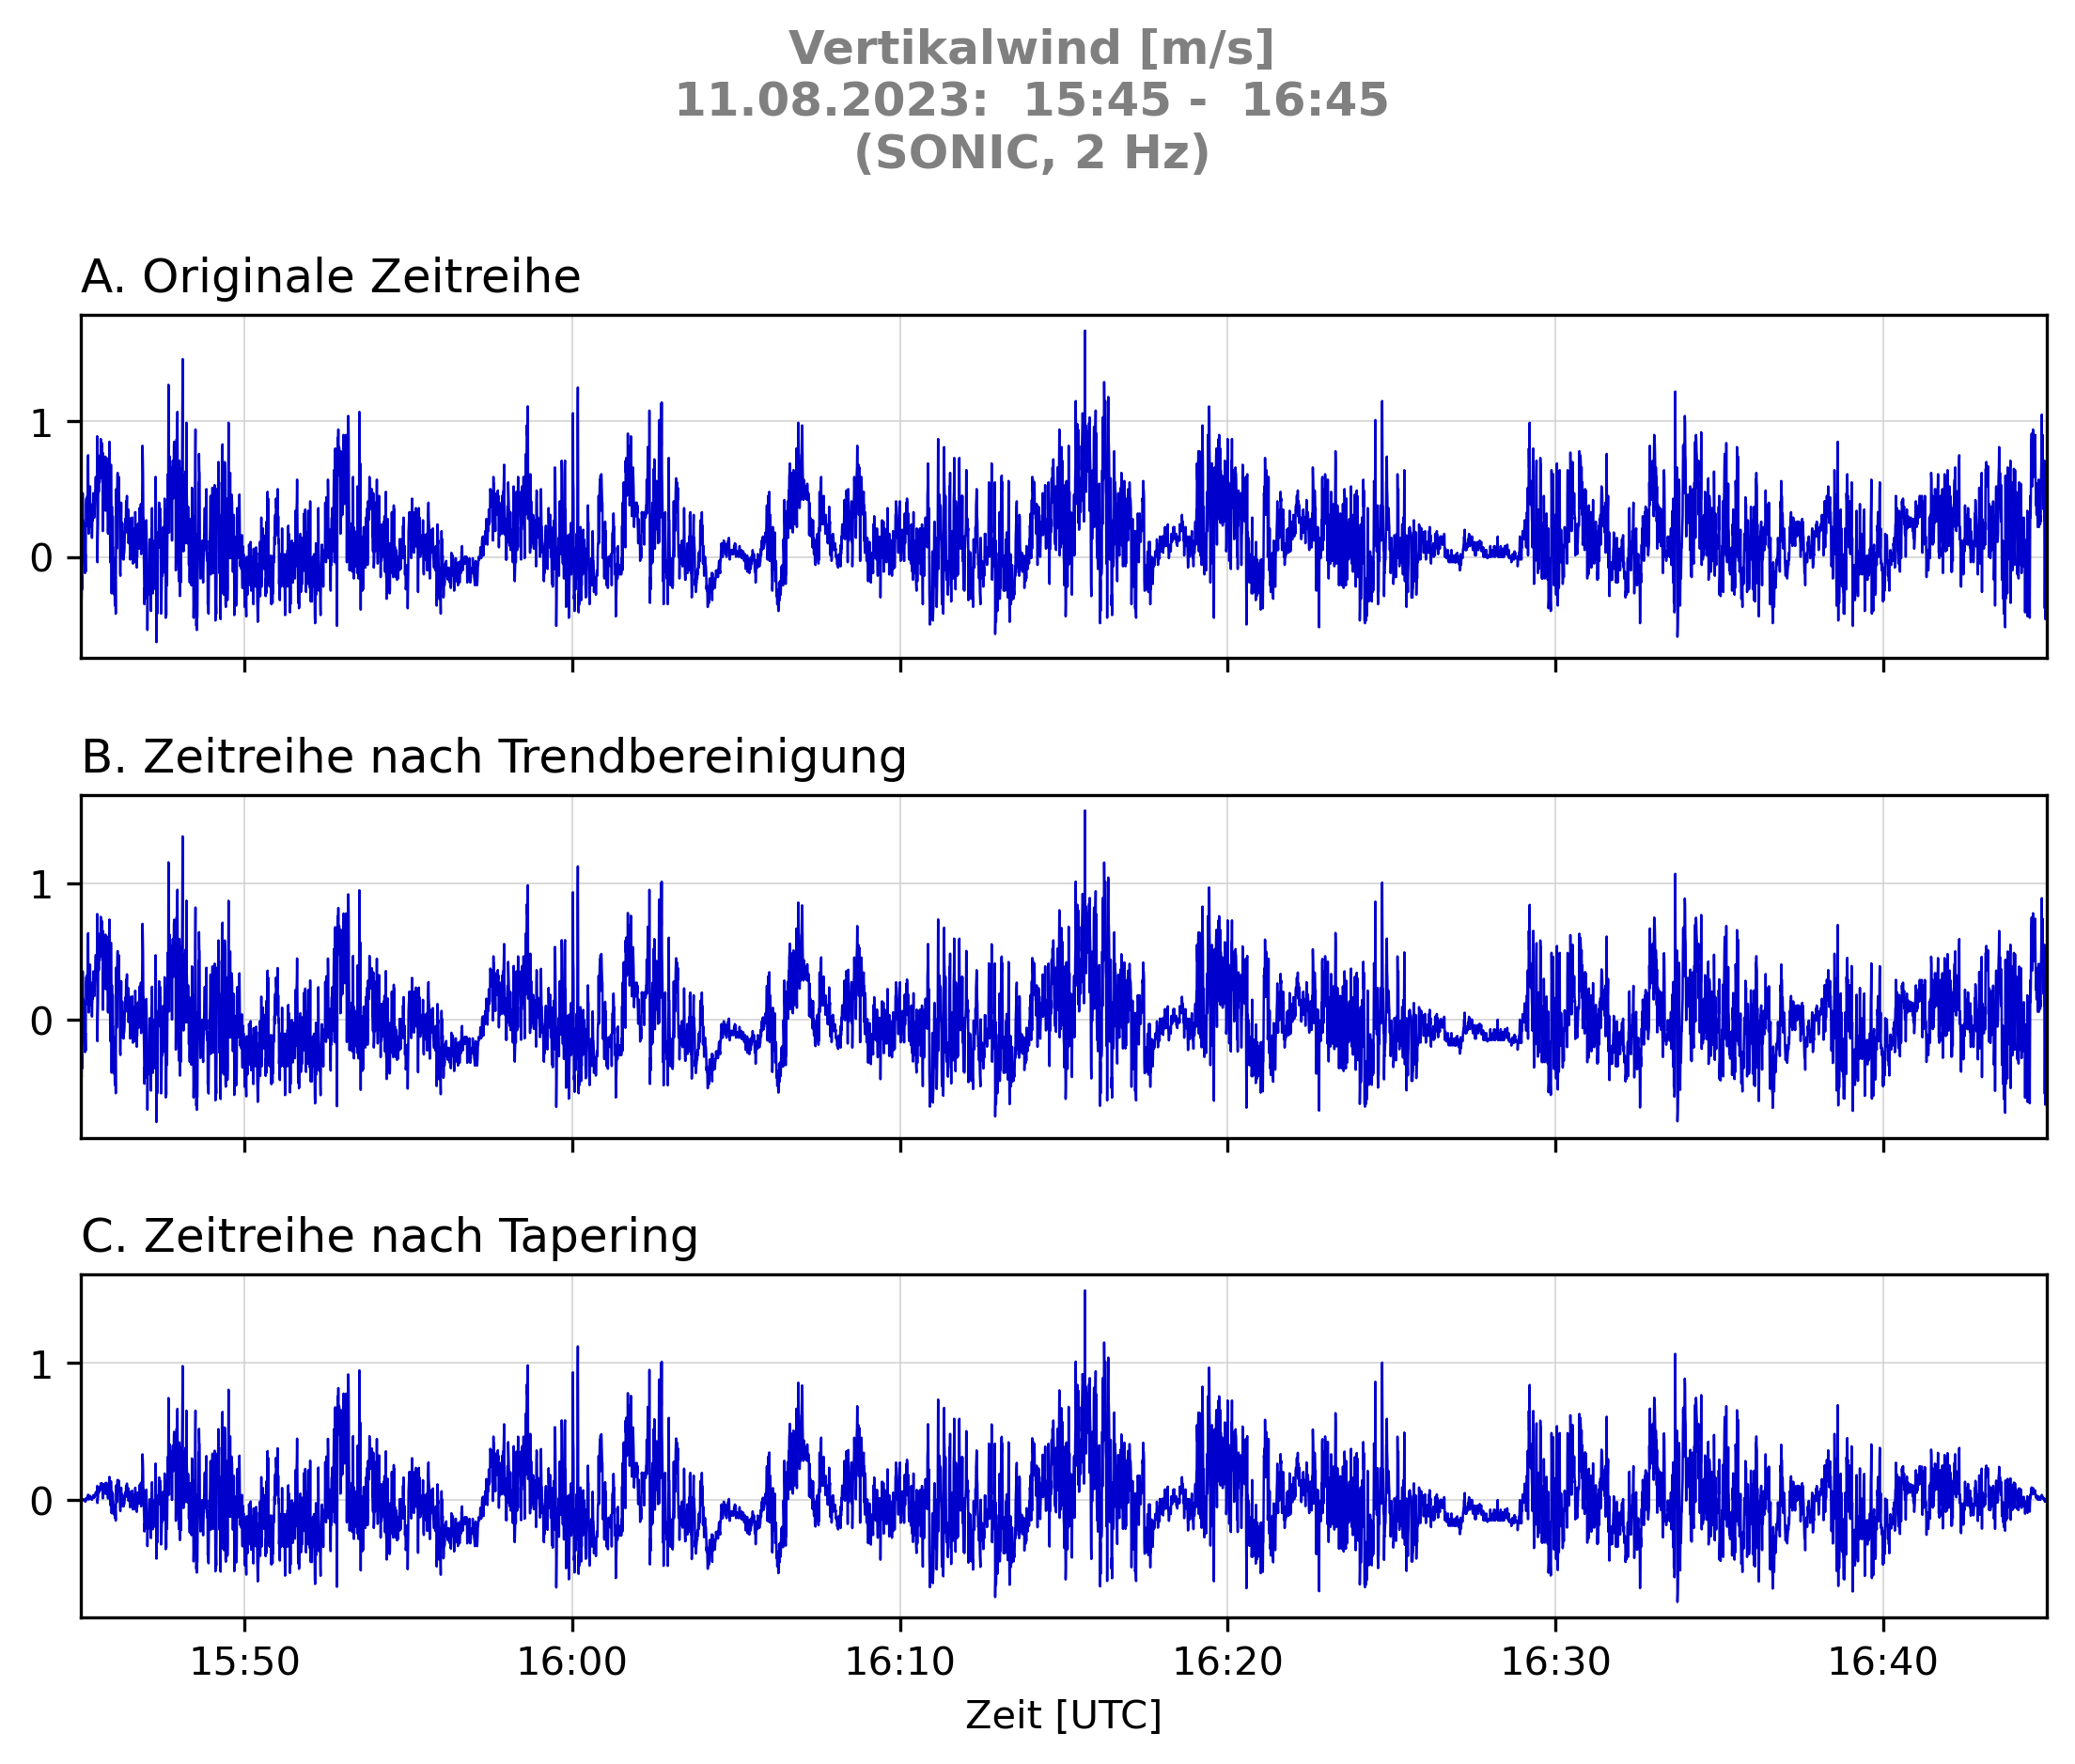 Vertikalwind [m/s]
11.08.2023:  15:45 -  16:45
(SONIC, 2 Hz)
A. Originale Zeitreihe
1
0
B. Zeitreihe nach Trendbereinigung
1
0
C. Zeitreihe nach Tapering
1
0
15:50 16:00 16:10 16:20 16:30 16:40
Zeit [UTC]